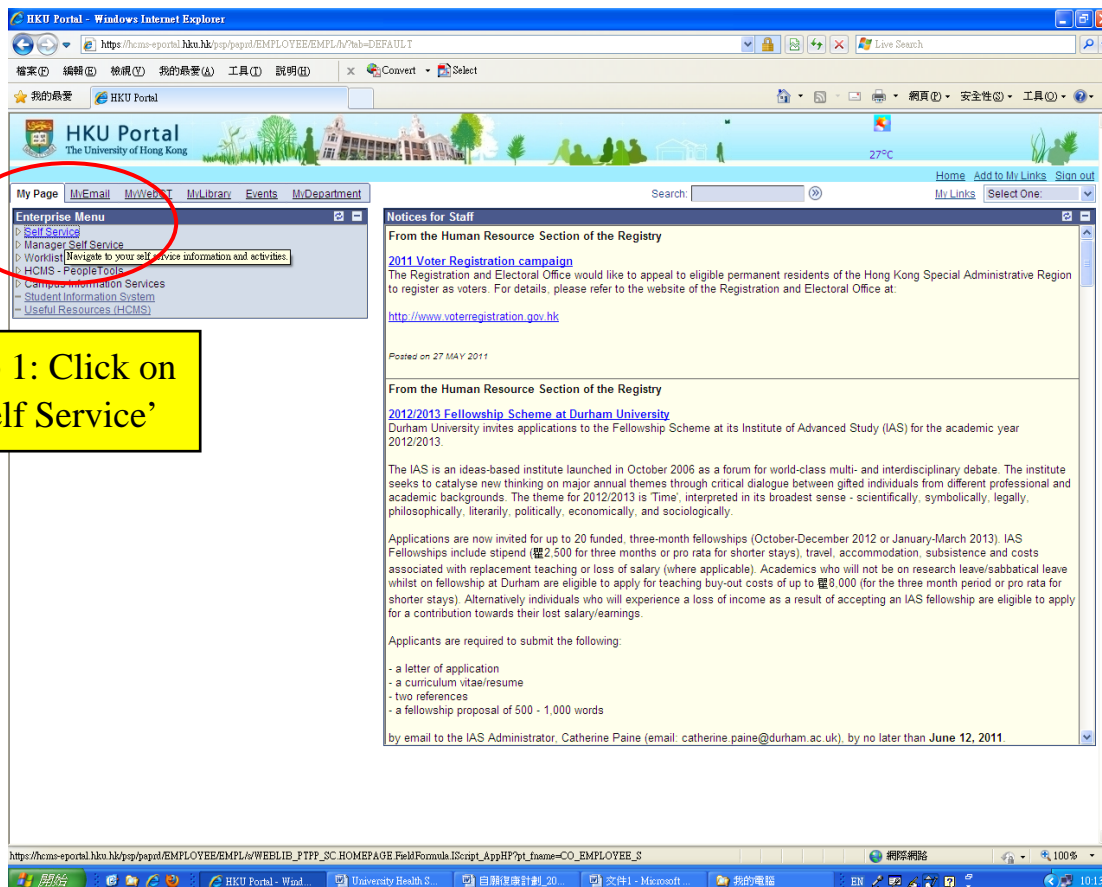 HKU Portal - Windows Internet Explorer
https://hcms-eportal.hku.hk/psp/paprd/EMPLOYEE/EMPL/h/?tab=DEFAULT
Live Search
檔案(F) 編輯(E) 檢視(V) 我的最愛(A) 工具(T) 說明(H) x Convert Select
我的最愛 HKU Portal 網頁(P) 安全性(S) 工具(O)
HKU Portal
The University of Hong Kong
27°C
Home Add to My Links Sign out
My Page MyEmail MyWebCT MyLibrary Events MyDepartment Search: My Links Select One:
Enterprise Menu
Self Service
Manager Self Service
Worklist
Navigate to your self service information and activities.
HCMS - PeopleTools
Campus Information Services
Student Information System
Useful Resources (HCMS)
1: Click on
elf Service’
Notices for Staff
From the Human Resource Section of the Registry
2011 Voter Registration campaign
The Registration and Electoral Office would like to appeal to eligible permanent residents of the Hong Kong Special Administrative Region
to register as voters. For details, please refer to the website of the Registration and Electoral Office at:
http://www.voterregistration.gov.hk
Posted on 27 MAY 2011
From the Human Resource Section of the Registry
2012/2013 Fellowship Scheme at Durham University
Durham University invites applications to the Fellowship Scheme at its Institute of Advanced Study (IAS) for the academic year
2012/2013.
The IAS is an ideas-based institute launched in October 2006 as a forum for world-class multi- and interdisciplinary debate. The institute
seeks to catalyse new thinking on major annual themes through critical dialogue between gifted individuals from different professional and
academic backgrounds. The theme for 2012/2013 is 'Time', interpreted in its broadest sense - scientifically, symbolically, legally,
philosophically, literarily, politically, economically, and sociologically.
Applications are now invited for up to 20 funded, three-month fellowships (October-December 2012 or January-March 2013). IAS
Fellowships include stipend (瞿2,500 for three months or pro rata for shorter stays), travel, accommodation, subsistence and costs
associated with replacement teaching or loss of salary (where applicable). Academics who will not be on research leave/sabbatical leave
whilst on fellowship at Durham are eligible to apply for teaching buy-out costs of up to 瞿8,000 (for the three month period or pro rata for
shorter stays). Alternatively individuals who will experience a loss of income as a result of accepting an IAS fellowship are eligible to apply
for a contribution towards their lost salary/earnings.
Applicants are required to submit the following:
- a letter of application
- a curriculum vitae/resume
- two references
- a fellowship proposal of 500 - 1,000 words
by email to the IAS Administrator, Catherine Paine (email: catherine.paine@durham.ac.uk), by no later than June 12, 2011.
https://hcms-eportal.hku.hk/psp/paprd/EMPLOYEE/EMPL/s/WEBLIB_PTPP_SC.HOMEPAGE.FieldFormula.IScript_AppHP?pt_fname=CO_EMPLOYEE_S
網際網路 100%
開始 HKU Portal - Wind... University Health S... 自願復康計劃_20... 文件1 - Microsoft ... 我的電腦 EN 10:13